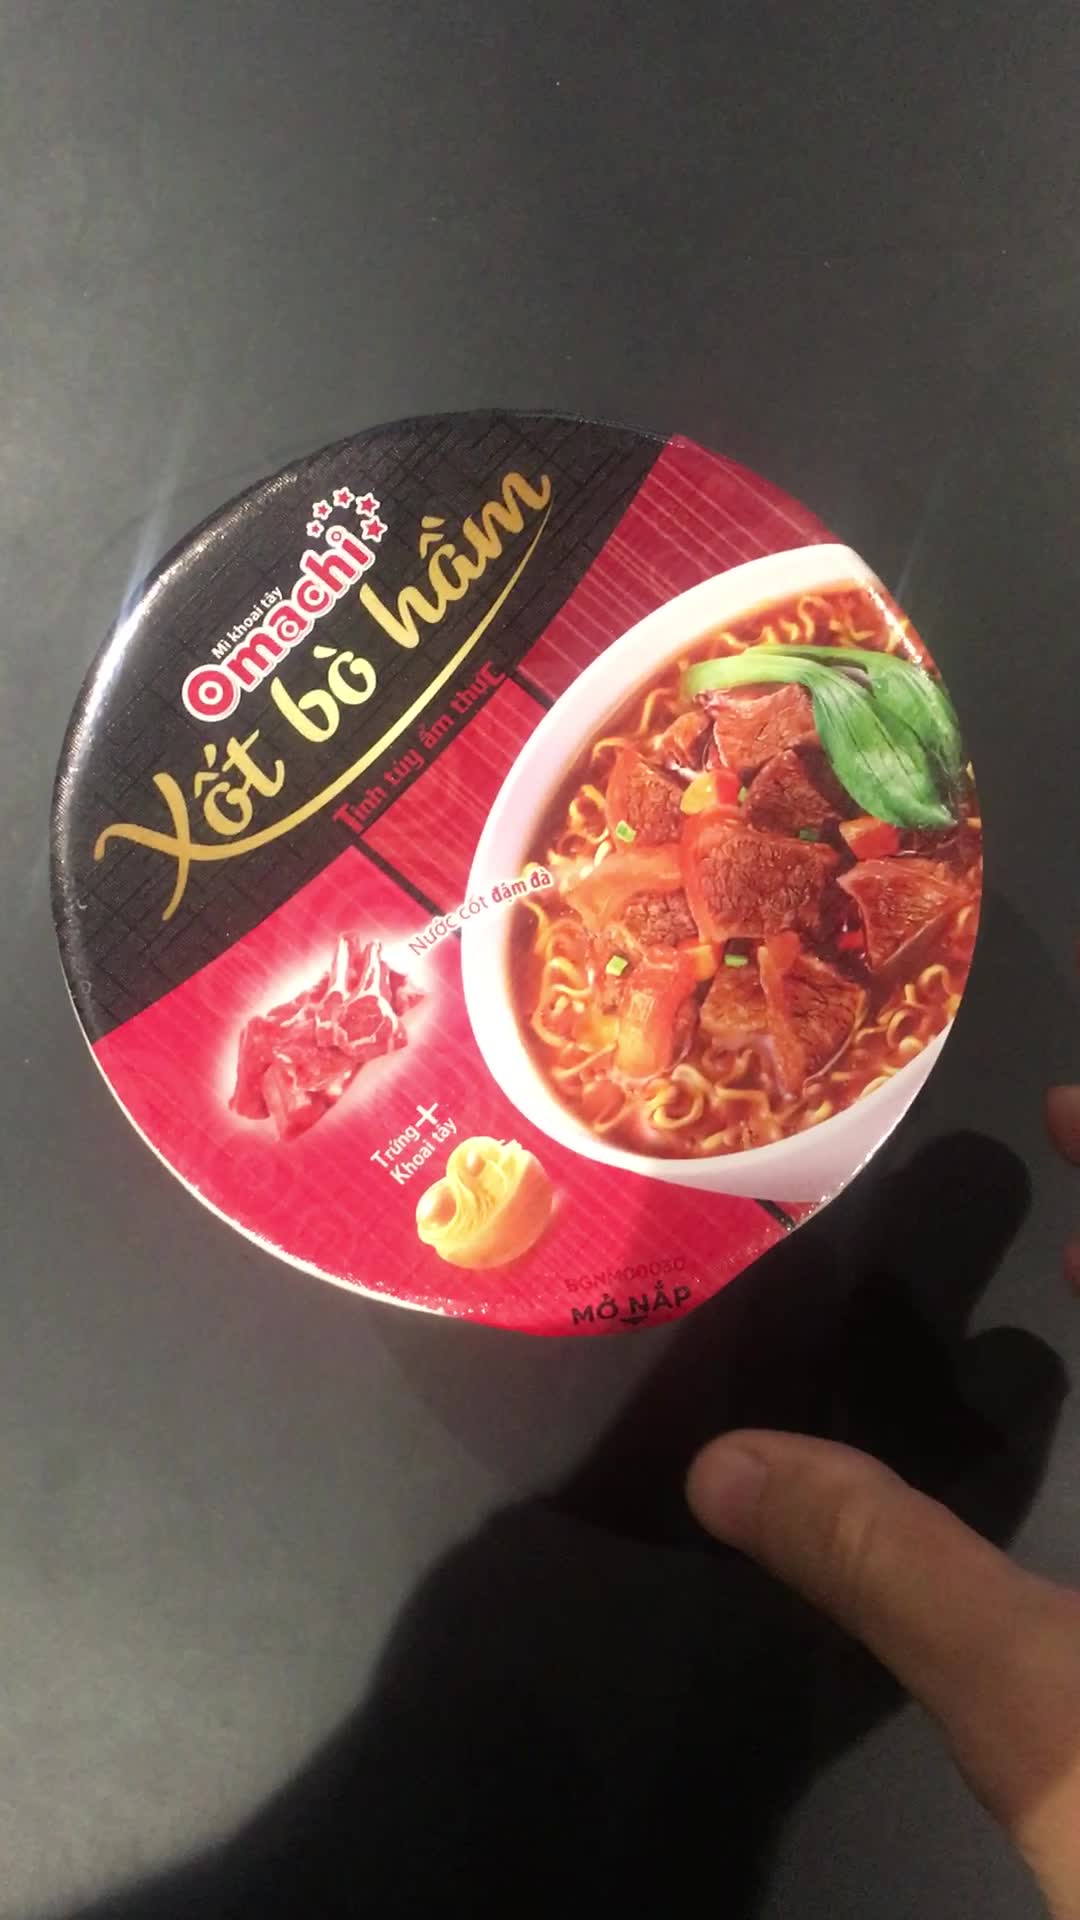 Mì khoai tây
Omachi
Xốt bò hầm
Tinh túy ẩm thực
Nước cốt đậm đà
Trứng +
Khoai tây
BGNM00030
MỞ NẮP